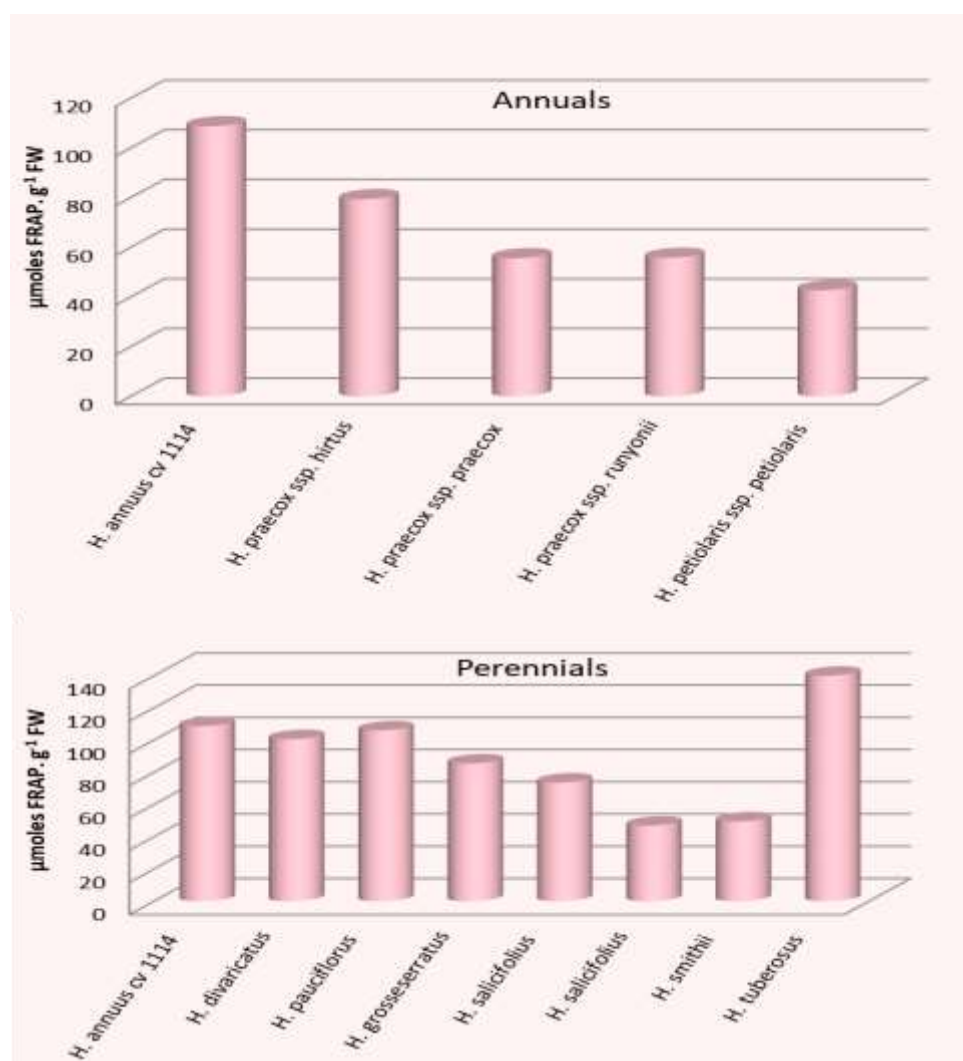 Annuals
µmoles FRAP. g-1 FW
120
100
80
60
40
20
0
H. annuus cv 1114
H. praecox ssp. hirtus
H. praecox ssp. praecox
H. praecox ssp. runyonii
H. petiolaris ssp. petiolaris
Perennials
µmoles FRAP. g-1 FW
140
120
100
80
60
40
20
0
H. annuus cv 1114
H. divaricatus
H. pauciflorus
H. grosseserratus
H. salicifolius
H. salicifolius
H. smithii
H. tuberosus